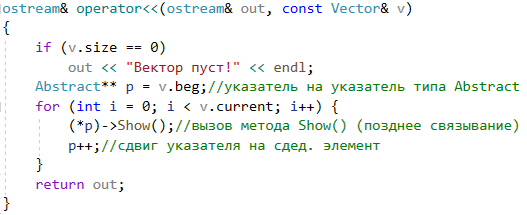 ostream& operator<<(ostream& out, const Vector& v)
{
if (v.size == 0)
out << "Вектор пуст!" << endl;
Abstract** p = v.beg;//указатель на указатель типа Abstract
for (int i = 0; i < v.current; i++) {
(*p)->Show();//вызов метода Show() (позднее связывание)
p++;//сдвиг указателя на сдед. элемент
}
return out;
}